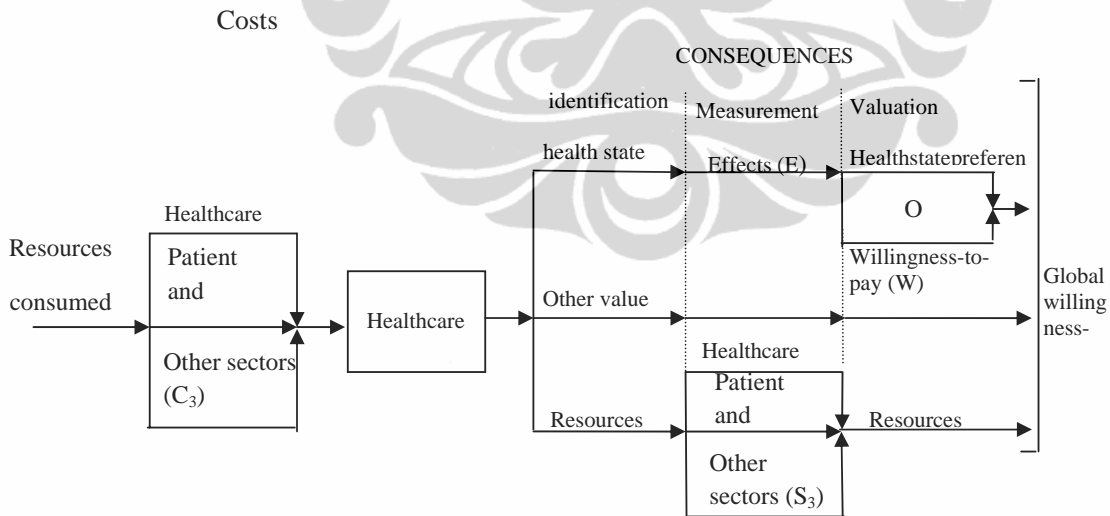 Costs
CONSEQUENCES
identification
Measurement
Valuation
health state
Effects (E)
Healthstatepreferen
O
Willingness-to-
pay (W)
Healthcare
Resources
consumed
Patient
and
Other sectors
(C₃)
Healthcare
Other value
Healthcare
Patient
and
Other
sectors (S₃)
Resources
Resources
Global
willing
ness-